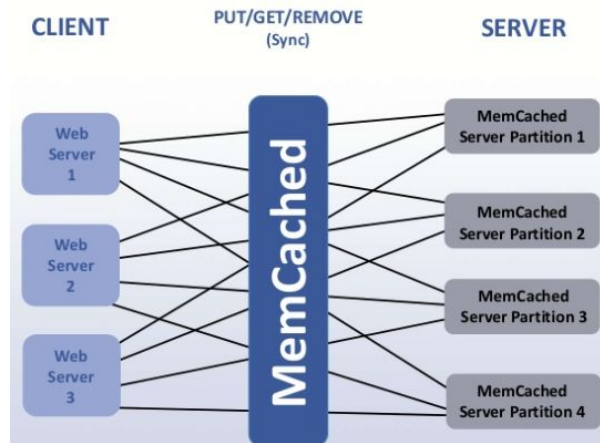 CLIENT
PUT/GET/REMOVE
(Sync)
SERVER
Web
Server
1
Web
Server
2
Web
Server
3
MemCached
MemCached
Server Partition 1
MemCached
Server Partition 2
MemCached
Server Partition 3
MemCached
Server Partition 4